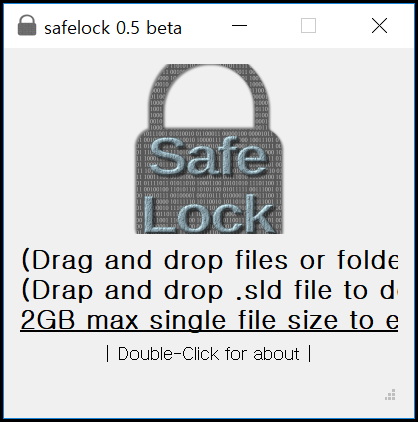 safelock 0.5 beta
Safe
Lock
(Drag and drop files or folde
(Drap and drop .sld file to de
2GB max single file size to e
| Double-Click for about |